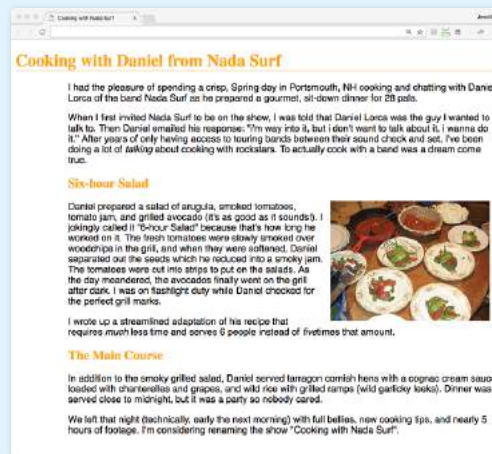 Cooking with Nada Surf
Cooking with Daniel from Nada Surf
I had the pleasure of spending a crisp, Spring day in Portsmouth, NH cooking and chatting with Danie
Lorca of the band Nada Surf as he prepared a gourmet, sit-down dinner for 28 pals.
When I first invited Nada Surf to be on the show, I was told that Daniel Lorca was the guy I wanted to
talk to. Then Daniel emailed his response: "i'm way into it, but i don't want to talk about it, i wanna do
it." After years of only having access to touring bands between their sound check and set, I've been
doing a lot of talking about cooking with rockstars. To actually cook with a band was a dream come
true.
Six-hour Salad
Daniel prepared a salad of arugula, smoked tomatoes,
tomato jam, and grilled avocado (it's as good as it sounds!). I
jokingly called it "6-hour Salad" because that's how long he
worked on it. The fresh tomatoes were slowly smoked over
woodchips in the grill, and when they were softened, Daniel
separated out the seeds which he reduced into a smoky jam.
The tomatoes were cut into strips to put on the salads. As
the day meandered, the avocados finally went on the grill
after dark. I was on flashlight duty while Daniel checked for
the perfect grill marks.
I wrote up a streamlined adaptation of his recipe that
requires much less time and serves 6 people instead of fivetimes that amount.
The Main Course
In addition to the smoky grilled salad, Daniel served tarragon cornish hens with a cognac cream sauc
loaded with chanterelles and grapes, and wild rice with grilled ramps (wild garlicky leeks). Dinner was
served close to midnight, but it was a party so nobody cared.
We left that night (technically, early the next morning) with full bellies, new cooking tips, and nearly 5
hours of footage. I'm considering renaming the show "Cooking with Nada Surf".